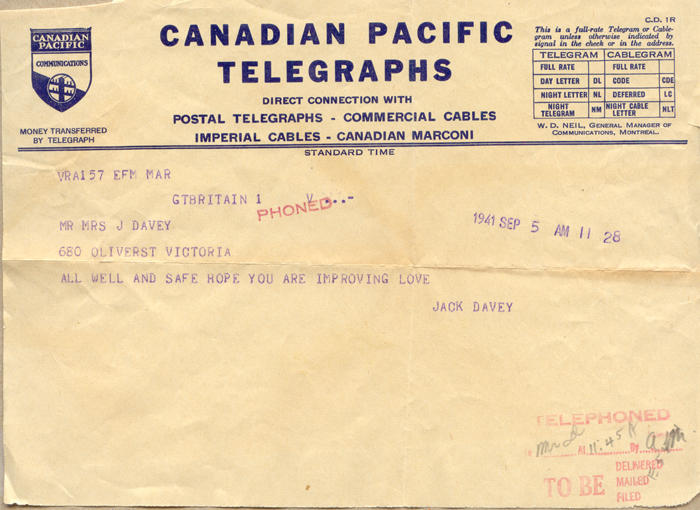 CANADIAN PACIFIC COMMUNICATIONS
MONEY TRANSFERRED
BY TELEGRAPH
CANADIAN PACIFIC
TELEGRAPHS
DIRECT CONNECTION WITH
POSTAL TELEGRAPHS - COMMERCIAL CABLES
IMPERIAL CABLES - CANADIAN MARCONI
C.D. 1R
This is a full-rate Telegram or Cable-
gram unless otherwise indicated by
signal in the check or in the address.
TELEGRAM CABLEGRAM
FULL RATE FULL RATE
DAY LETTER DL CODE CDE
NIGHT LETTER NL DEFERRED LC
NIGHT TELEGRAM NM NIGHT CABLE LETTER NLT
W. D. NEIL, GENERAL MANAGER OF
COMMUNICATIONS, MONTREAL.
STANDARD TIME
VRA157 EFM MAR
GTBRITAIN 1 V...-
PHONED
MR MRS J DAVEY
1941 SEP 5 AM 11 28
680 OLIVERST VICTORIA
ALL WELL AND SAFE HOPE YOU ARE IMPROVING LOVE
JACK DAVEY
TELEPHONED
AT 11:45 By
TO BE
DELIVERED
MAILED
FILED